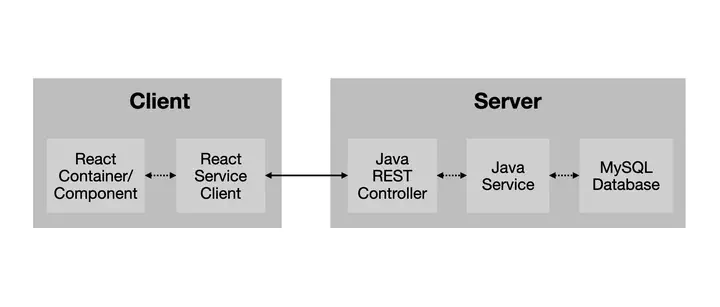 Client
React
Container/
Component
React
Service
Client
Server
Java
REST
Controller
Java
Service
MySQL
Database